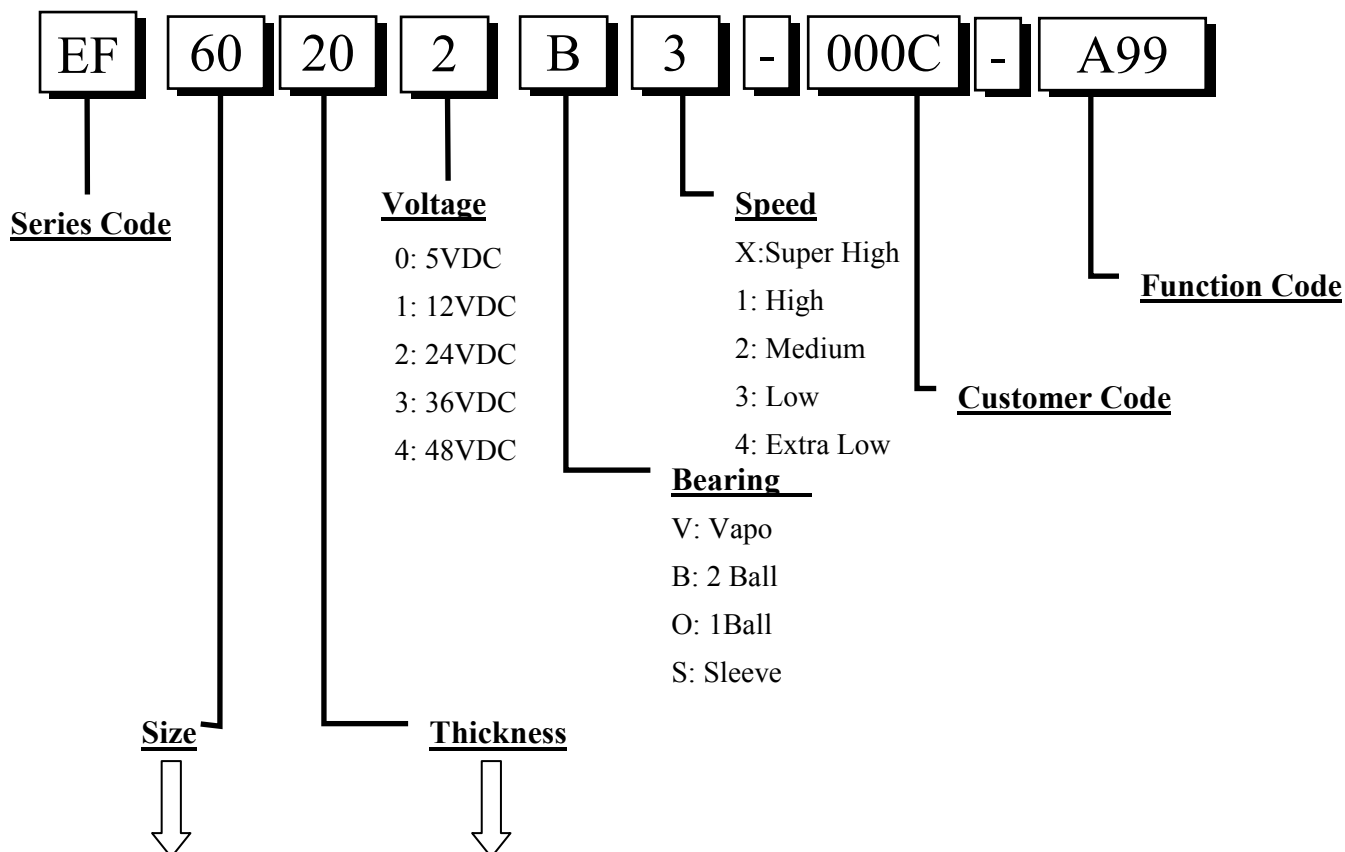 EF 60 20 2 B 3 - 000C - A99
Series Code
Voltage
0: 5VDC
1: 12VDC
2: 24VDC
3: 36VDC
4: 48VDC
Speed
X:Super High
1: High
2: Medium
3: Low
4: Extra Low
Function Code
Customer Code
Bearing
V: Vapo
B: 2 Ball
O: 1Ball
S: Sleeve
Size
Thickness